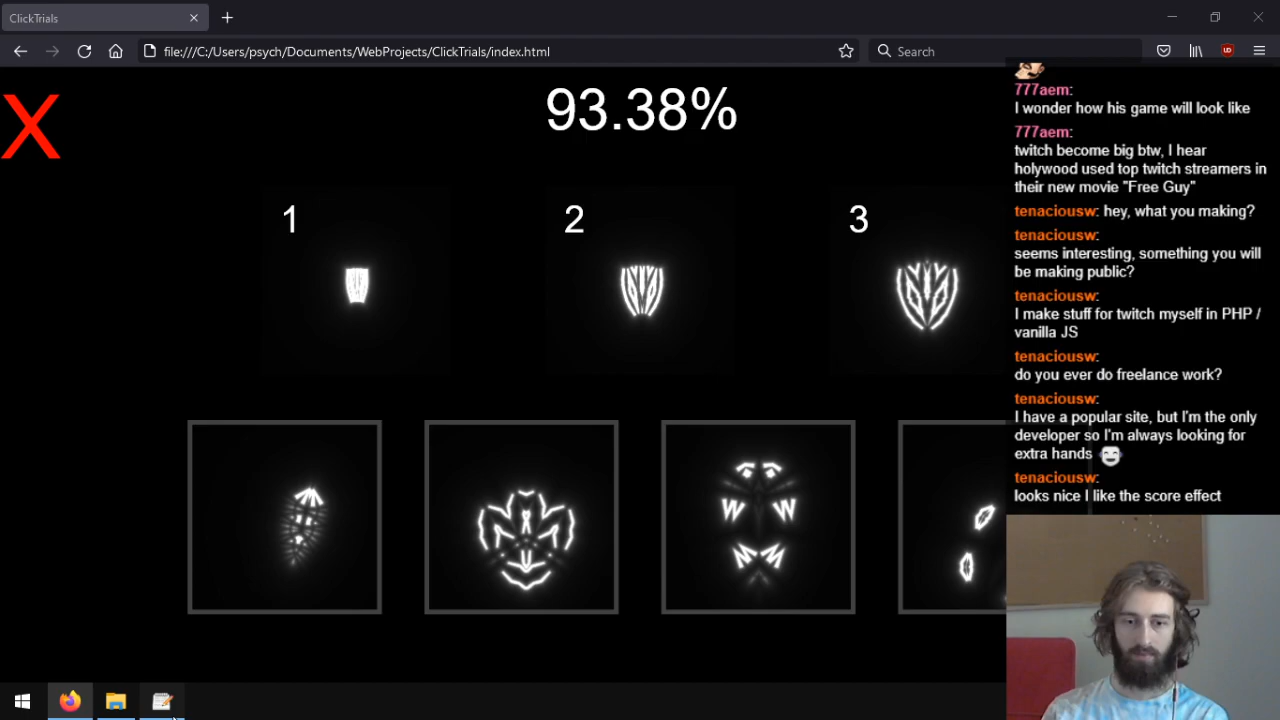 ClickTrials
file:///C:/Users/psych/Documents/WebProjects/ClickTrials/index.html
Search
93.38%
X
1
2
3
777aem:
I wonder how his game will look like
777aem:
twitch become big btw, I hear
holywood used top twitch streamers in
their new movie "Free Guy"
tenaciousw: hey, what you making?
tenaciousw:
seems interesting, something you will
be making public?
tenaciousw:
I make stuff for twitch myself in PHP /
vanilla JS
tenaciousw:
do you ever do freelance work?
tenaciousw:
I have a popular site, but I'm the only
developer so I'm always looking for
extra hands
tenaciousw:
looks nice I like the score effect